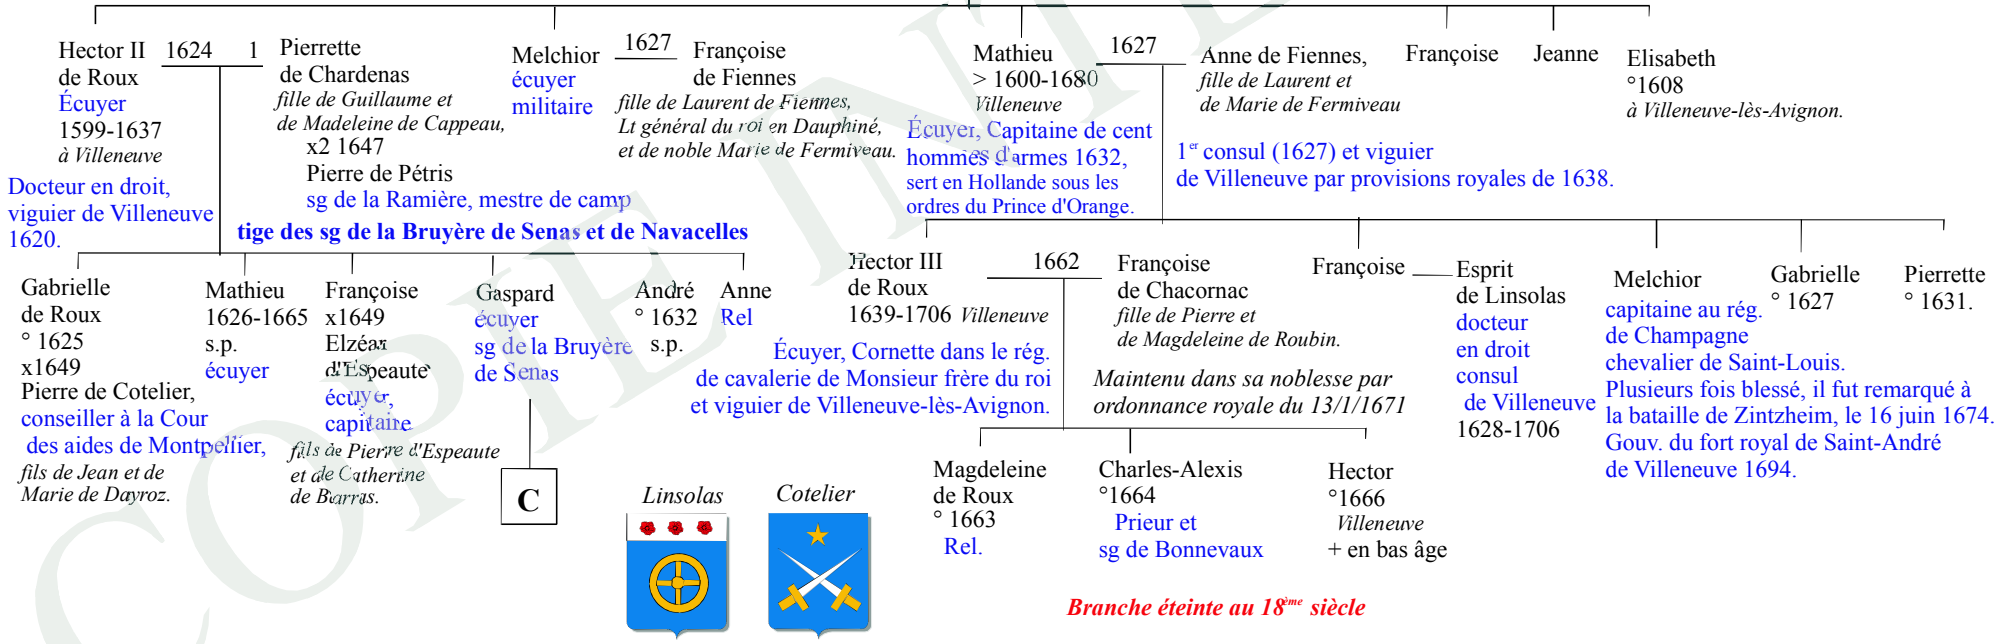 Hector II
de Roux
Écuyer
1599-1637
à Villeneuve
Docteur en droit,
viguier de Villeneuve
1620.
1624
1
Pierrette
de Chardenas
fille de Guillaume et
de Madeleine de Cappeau,
x2 1647
Pierre de Pétris
sg de la Ramière, mestre de camp
tige des sg de la Bruyère de Senas et de Navacelles
Melchior
écuyer
militaire
1627
Françoise
de Fiennes
fille de Laurent de Fiennes,
Lt général du roi en Dauphiné,
et de noble Marie de Fermiveau.
Mathieu
> 1600-1680
Villeneuve
Écuyer, Capitaine de cent
hommes d'armes 1632,
sert en Hollande sous les
ordres du Prince d'Orange.
1627
Anne de Fiennes,
fille de Laurent et
de Marie de Fermiveau
1er consul (1627) et viguier
de Villeneuve par provisions royales de 1638.
Françoise
Jeanne
Elisabeth
°1608
à Villeneuve-lès-Avignon.
Gabrielle
de Roux
° 1625
x1649
Pierre de Cotelier,
conseiller à la Cour
des aides de Montpellier,
fils de Jean et de
Marie de Dayroz.
Mathieu
1626-1665
s.p.
écuyer
Françoise
x1649
Elzéar
d'Espeaute
écuyer,
capitaine
fils de Pierre d'Espeaute
et de Catherine
de Barras.
Gaspard
écuyer
sg de la Bruyère
de Senas
C
André
° 1632
s.p.
Anne
Rel
Hector III
de Roux
1639-1706 Villeneuve
Écuyer, Cornette dans le rég.
de cavalerie de Monsieur frère du roi
et viguier de Villeneuve-lès-Avignon.
1662
Françoise
de Chacornac
fille de Pierre et
de Magdeleine de Roubin.
Maintenu dans sa noblesse par
ordonnance royale du 13/1/1671
Françoise
Esprit
de Linsolas
docteur
en droit
consul
de Villeneuve
1628-1706
Melchior
capitaine au rég.
de Champagne
chevalier de Saint-Louis.
Plusieurs fois blessé, il fut remarqué à
la bataille de Zintzheim, le 16 juin 1674.
Gouv. du fort royal de Saint-André
de Villeneuve 1694.
Gabrielle
° 1627
Pierrette
° 1631.
Magdeleine
de Roux
° 1663
Rel.
Charles-Alexis
°1664
Prieur et
sg de Bonnevaux
Hector
°1666
Villeneuve
+ en bas âge
Linsolas
Cotelier
Branche éteinte au 18ème siècle
COPIE INTE